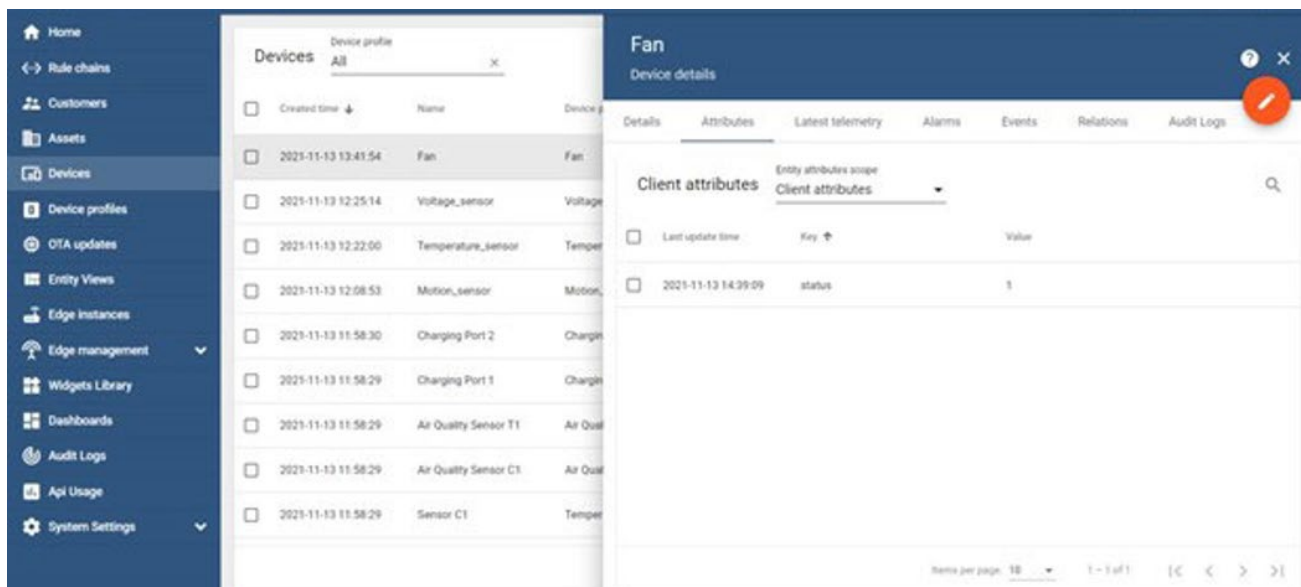 Home
Rule chains
Customers
Assets
Devices
Device profiles
OTA updates
Entity Views
Edge instances
Edge management
Widgets Library
Dashboards
Audit Logs
Api Usage
System Settings
Devices
Device profile
All
Created time Name Device p
2021-11-13 13:41:54 Fan Fan
2021-11-13 12:25:14 Voltage_sensor Voltage
2021-11-13 12:22:00 Temperature_sensor Temper
2021-11-13 12:08:53 Motion_sensor Motion_
2021-11-13 11:58:30 Charging Port 2 Chargin
2021-11-13 11:58:29 Charging Port 1 Chargin
2021-11-13 11:58:29 Air Quality Sensor T1 Air Qual
2021-11-13 11:58:29 Air Quality Sensor C1 Air Qual
2021-11-13 11:58:29 Sensor C1 Temper
Fan
Device details
Details Attributes Latest telemetry Alarms Events Relations Audit Logs
Client attributes
Entity attributes scope
Client attributes
Last update time Key Value
2021-11-13 14:39:09 status 1
Items per page: 10 1 – 1 of 1